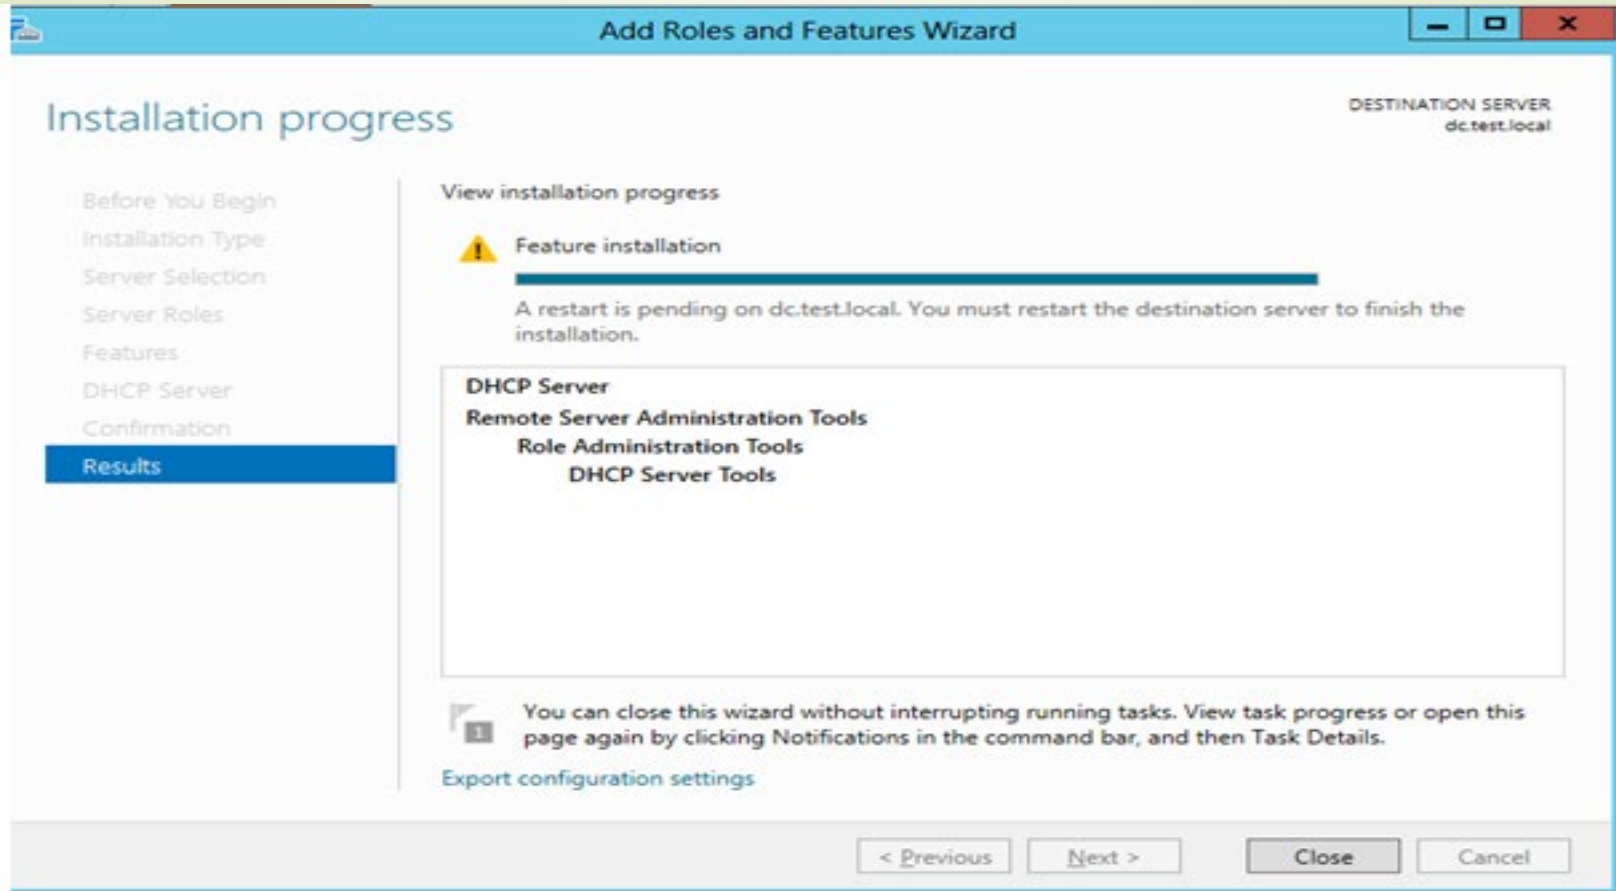 Add Roles and Features Wizard
Installation progress
DESTINATION SERVER
dc.test.local
Before You Begin
Installation Type
Server Selection
Server Roles
Features
DHCP Server
Confirmation
Results
View installation progress
Feature installation
A restart is pending on dc.test.local. You must restart the destination server to finish the
installation.
DHCP Server
Remote Server Administration Tools
Role Administration Tools
DHCP Server Tools
1
You can close this wizard without interrupting running tasks. View task progress or open this
page again by clicking Notifications in the command bar, and then Task Details.
Export configuration settings
< Previous
Next >
Close
Cancel